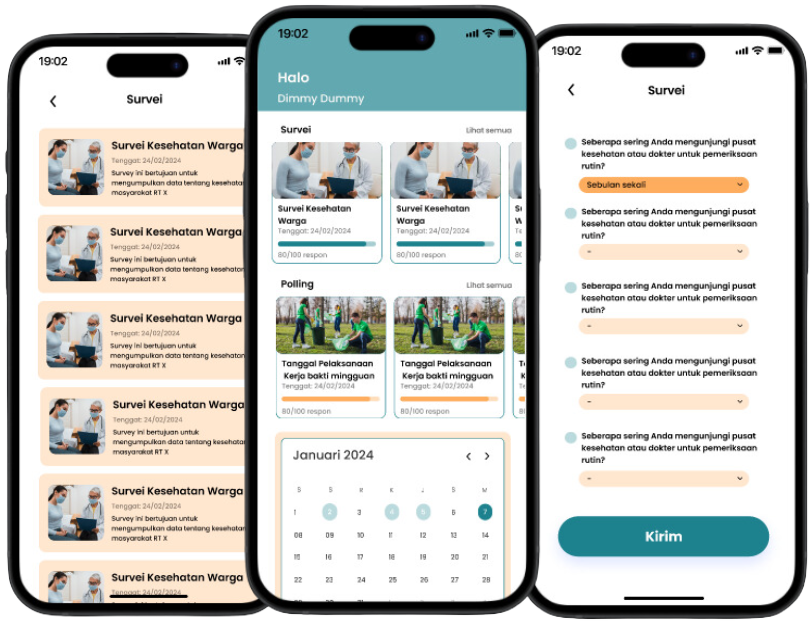 19:02
Survei
Survei Kesehatan Warga
Tenggat: 24/02/2024
Survey ini bertujuan untuk
mengumpulkan data tentang kesehatan
masyarakat RT X
Survei Kesehatan Warga
Tenggat: 24/02/2024
Survey ini bertujuan untuk
mengumpulkan data tentang kesehatan
masyarakat RT X
Survei Kesehatan Warga
Tenggat: 24/02/2024
Survey ini bertujuan untuk
mengumpulkan data tentang kesehatan
masyarakat RT X
Survei Kesehatan Warga
Tenggat: 24/02/2024
Survey ini bertujuan untuk
mengumpulkan data tentang kesehatan
masyarakat RT X
Survei Kesehatan Warga
Tenggat: 24/02/2024
Survey ini bertujuan untuk
mengumpulkan data tentang kesehatan
masyarakat RT X
Survei Kesehatan Warga
Tenggat: 24/02/2024
19:02
Halo
Dimmy Dummy
Survei Lihat semua
Survei Kesehatan
Warga
Tenggat: 24/02/2024
80/100 respon
Survei Kesehatan
Warga
Tenggat: 24/02/2024
80/100 respon
Polling Lihat semua
Tanggal Pelaksanaan
Kerja bakti mingguan
Tenggat: 24/02/2024
80/100 respon
Tanggal Pelaksanaan
Kerja bakti mingguan
Tenggat: 24/02/2024
80/100 respon
Januari 2024
S S R K J S M
1 2 3 4 5 6 7
08 09 10 11 12 13 14
15 16 17 18 19 20 21
22 23 24 25 26 27 28
19:02
Survei
Seberapa sering Anda mengunjungi pusat
kesehatan atau dokter untuk pemeriksaan
rutin?
Sebulan sekali
Seberapa sering Anda mengunjungi pusat
kesehatan atau dokter untuk pemeriksaan
rutin?
-
Seberapa sering Anda mengunjungi pusat
kesehatan atau dokter untuk pemeriksaan
rutin?
-
Seberapa sering Anda mengunjungi pusat
kesehatan atau dokter untuk pemeriksaan
rutin?
-
Seberapa sering Anda mengunjungi pusat
kesehatan atau dokter untuk pemeriksaan
rutin?
-
Kirim